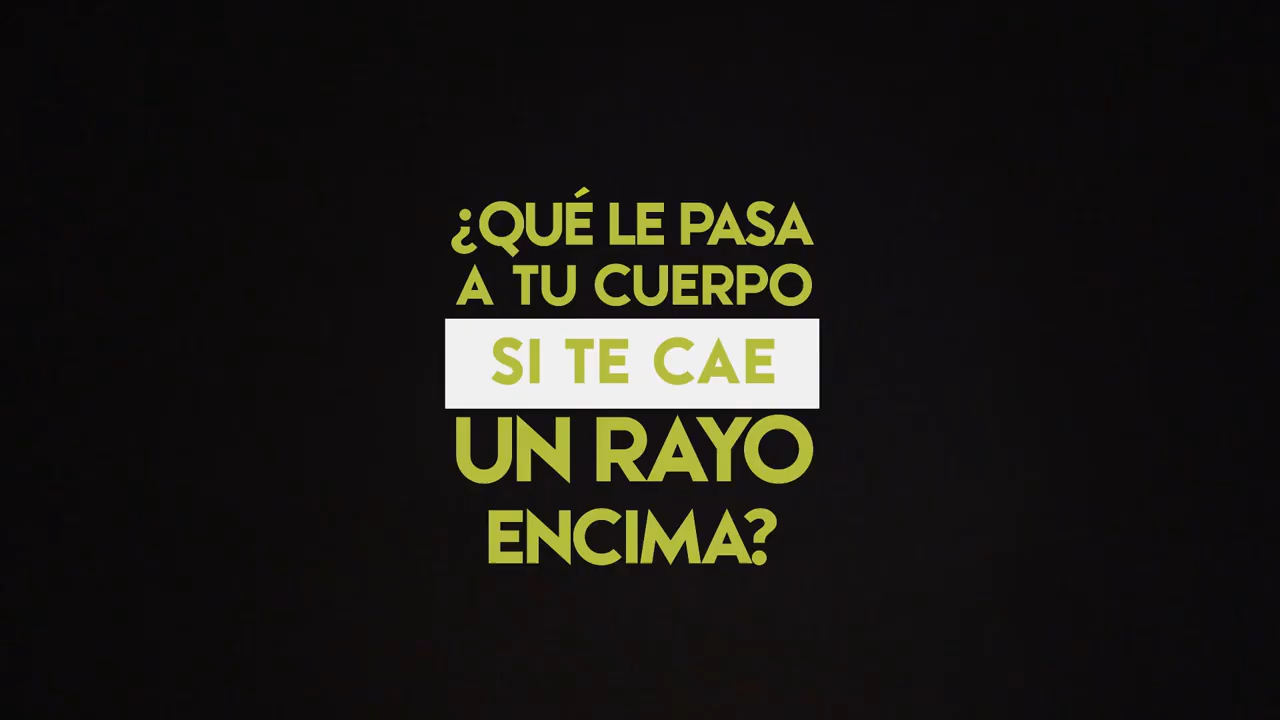 ¿QUÉ LE PASA
A TU CUERPO
SI TE CAE
UN RAYO
ENCIMA?